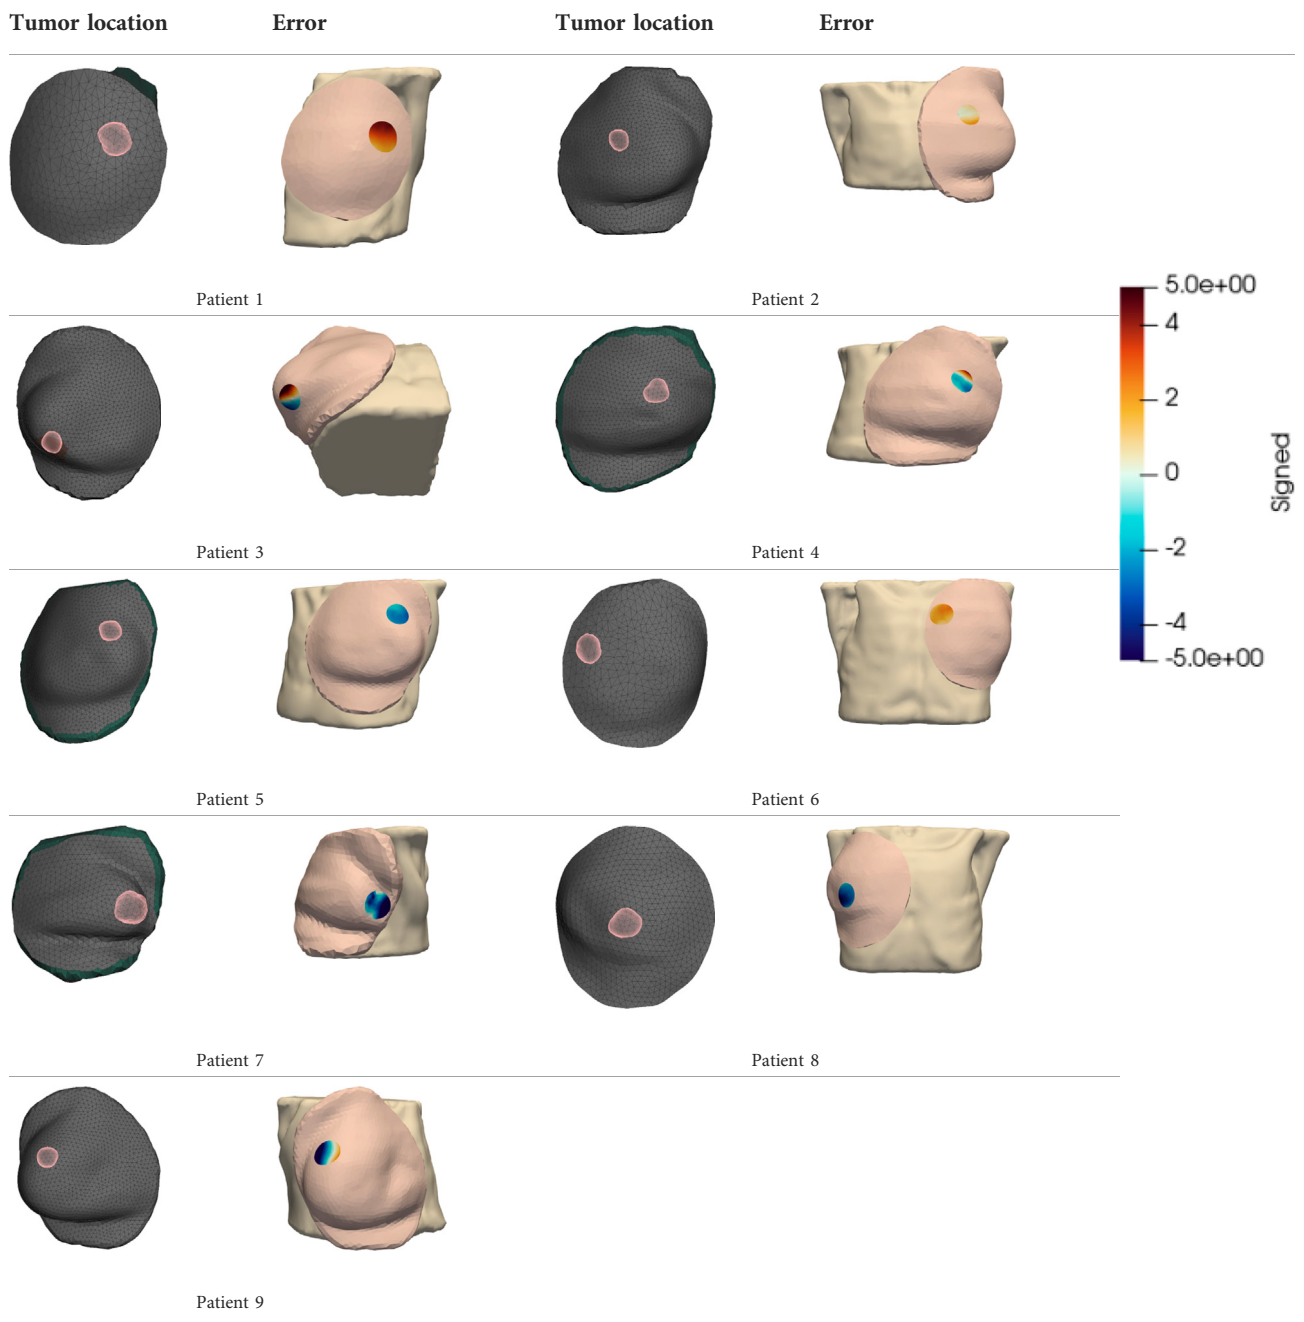 Tumor location Error Tumor location Error
Patient 1 Patient 2
5.0e+00
4
2
0
-2
-4
-5.0e+00
Signed
Patient 3 Patient 4
Patient 5 Patient 6
Patient 7 Patient 8
Patient 9